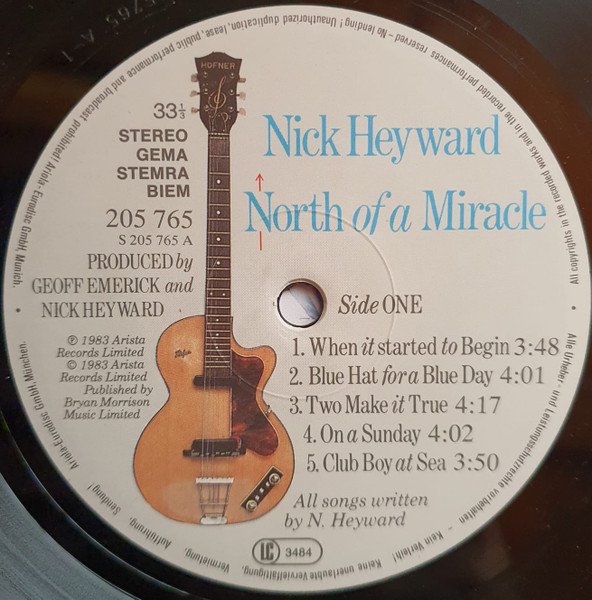 All copyrights in the recorded works and in the recorded performances reserved – No lending! Unauthorized duplication, lease, public performance and broadcast prohibited! Ariola-Eurodisc GmbH, Munich.
HOFNER
33⅓
STEREO
GEMA
STEMRA
BIEM
205 765
S 205 765 A
PRODUCED by
GEOFF EMERICK and
NICK HEYWARD
℗ 1983 Arista
Records Limited
© 1983 Arista
Records Limited
Published by
Bryan Morrison
Music Limited
Nick Heyward
North of a Miracle
Side ONE
1. When it started to Begin 3:48
2. Blue Hat for a Blue Day 4:01
3. Two Make it True 4:17
4. On a Sunday 4:02
5. Club Boy at Sea 3:50
All songs written
by N. Heyward
LC 3484
Alle Urheber- und Leistungsschutzrechte vorbehalten – Kein Verleih! Keine unerlaubte Vervielfältigung, Vermietung, Aufführung, Sendung! Ariola-Eurodisc GmbH, München.
5765 A-1